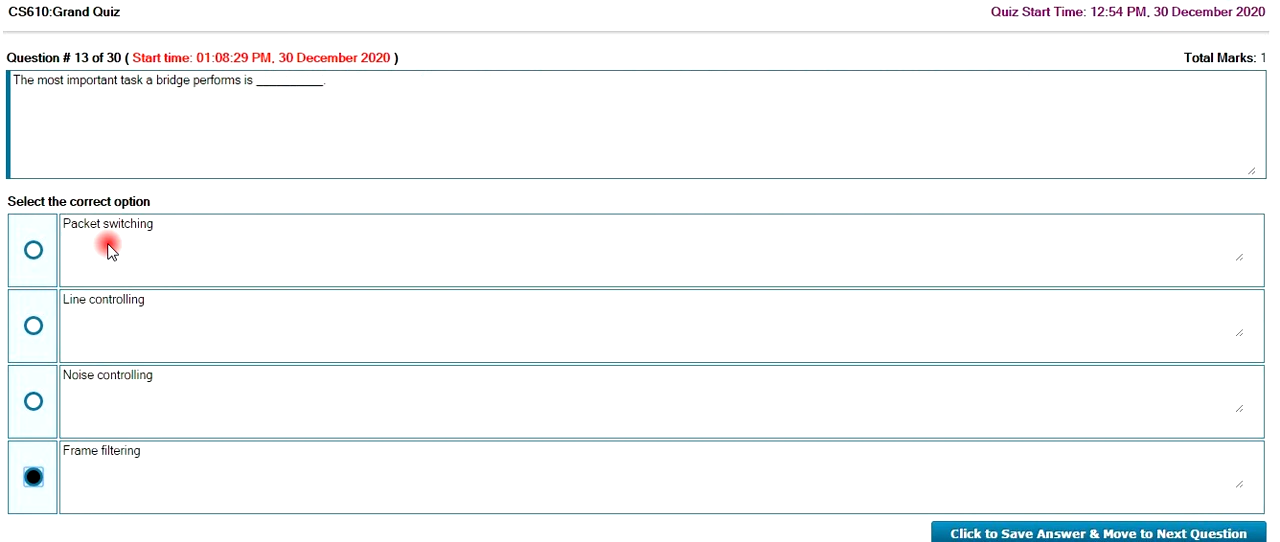 CS610:Grand Quiz
Quiz Start Time: 12:54 PM, 30 December 2020
Question # 13 of 30 ( Start time: 01:08:29 PM, 30 December 2020 )
Total Marks: 1
The most important task a bridge performs is __________.
Select the correct option
Packet switching
Line controlling
Noise controlling
Frame filtering
Click to Save Answer & Move to Next Question